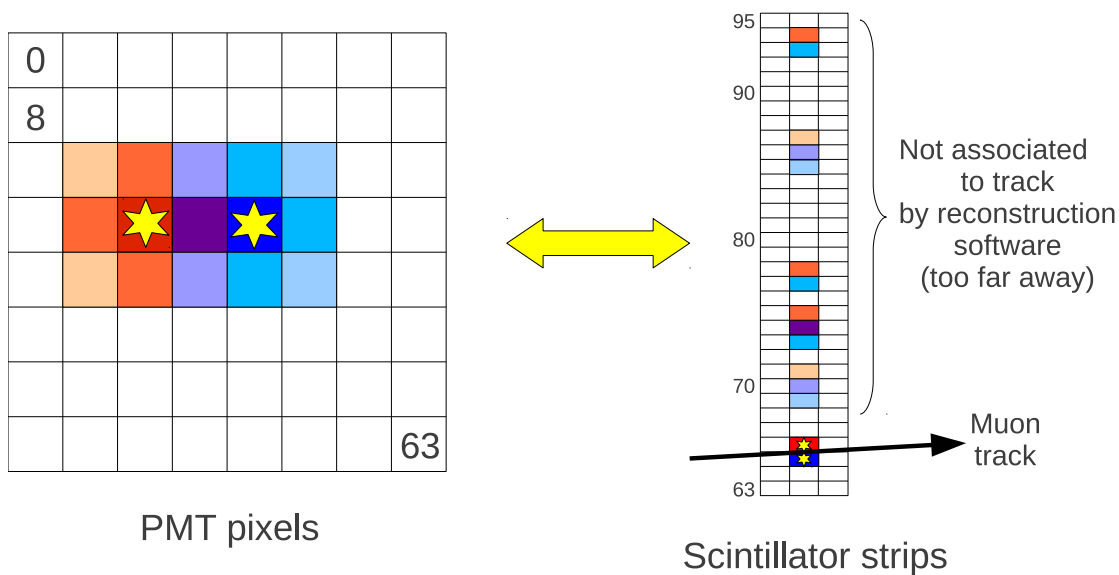 0
8
63
PMT pixels
95
90
80
70
63
Not associated
to track
by reconstruction
software
(too far away)
Muon
track
Scintillator strips